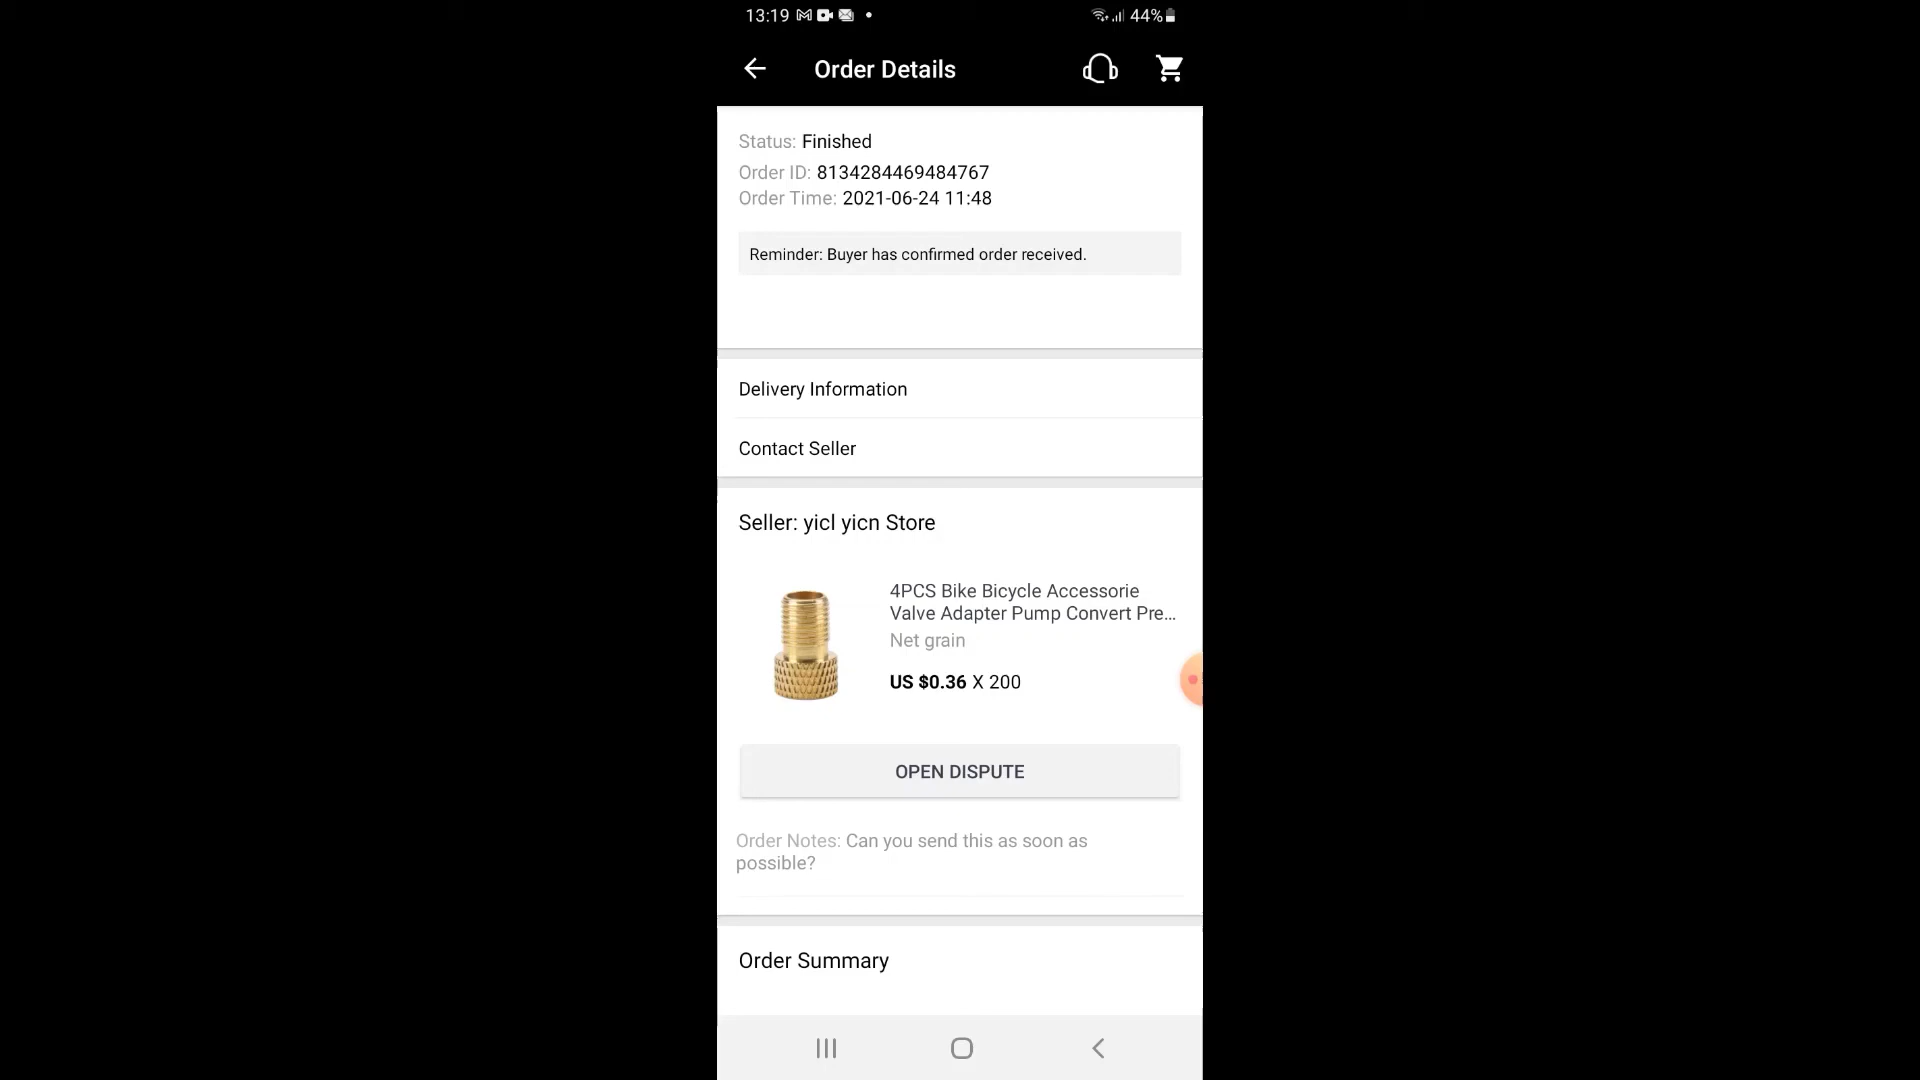 13:19
44%
Order Details
Status: Finished
Order ID: 8134284469484767
Order Time: 2021-06-24 11:48
Reminder: Buyer has confirmed order received.
Delivery Information
Contact Seller
Seller: yicl yicn Store
4PCS Bike Bicycle Accessorie
Valve Adapter Pump Convert Pre...
Net grain
US $0.36 X 200
OPEN DISPUTE
Order Notes: Can you send this as soon as
possible?
Order Summary